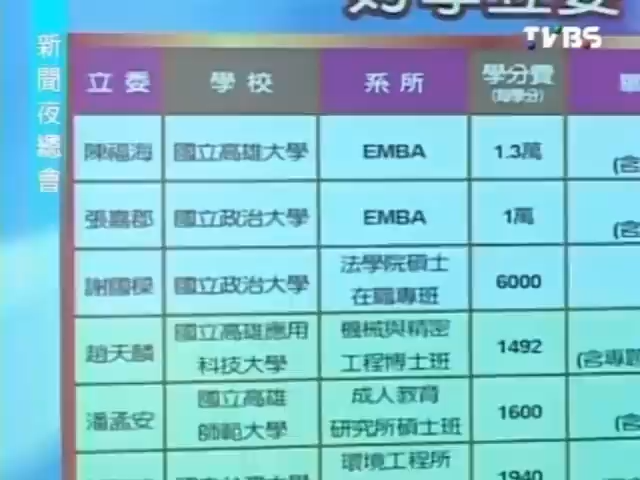 好學立委
TVBS
新聞夜總會
立委 學校 系所 學分費
(每學分)
陳福海 國立高雄大學 EMBA 1.3萬
(含
張嘉郡 國立政治大學 EMBA 1萬
(含
謝國樑 國立政治大學 法學院碩士 6000
在職專班
趙天麟 國立高雄應用 機械與精密 1492
科技大學 工程博士班 (含專題
潘孟安 國立高雄 成人教育 1600
師範大學 研究所碩士班 (含
環境工程所 1940